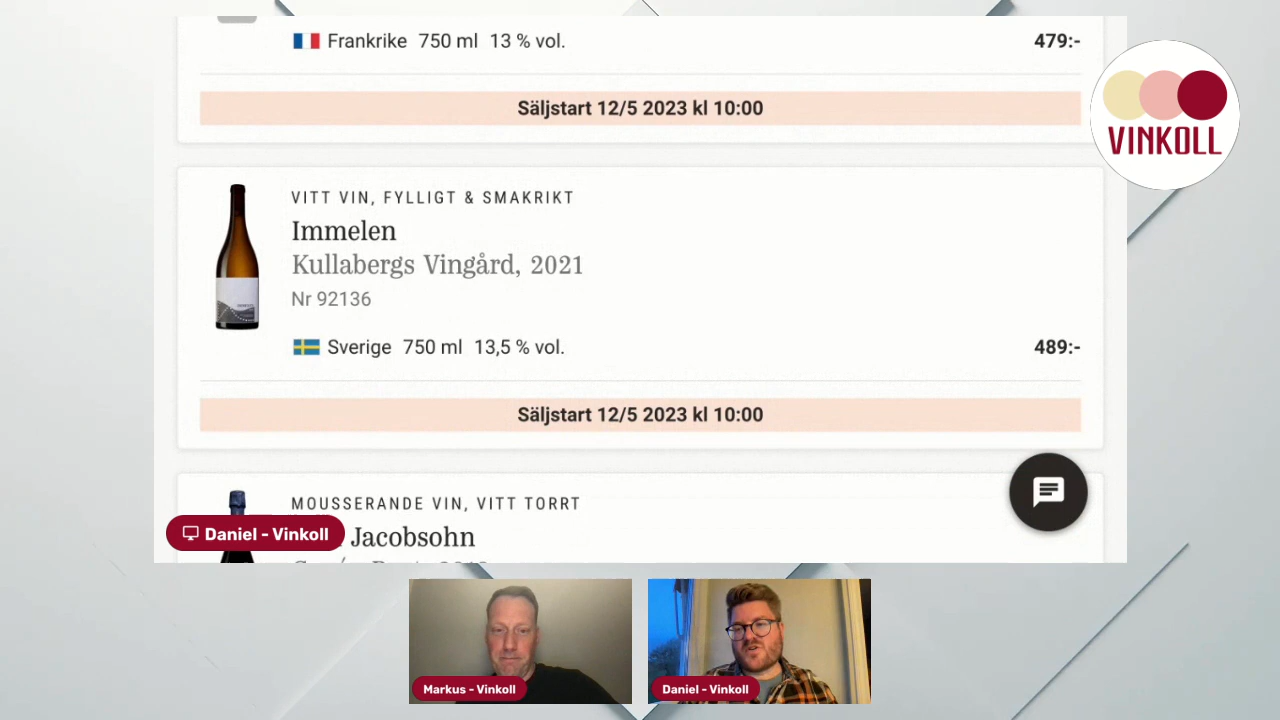 Frankrike 750 ml 13 % vol. 479:-
Säljstart 12/5 2023 kl 10:00
VINKOLL
VITT VIN, FYLLIGT & SMAKRIKT
Immelen
Kullabergs Vingård, 2021
Nr 92136
Sverige 750 ml 13,5 % vol. 489:-
Säljstart 12/5 2023 kl 10:00
MOUSSERANDE VIN, VITT TORRT
Jacobsohn
Daniel - Vinkoll
Markus - Vinkoll
Daniel - Vinkoll